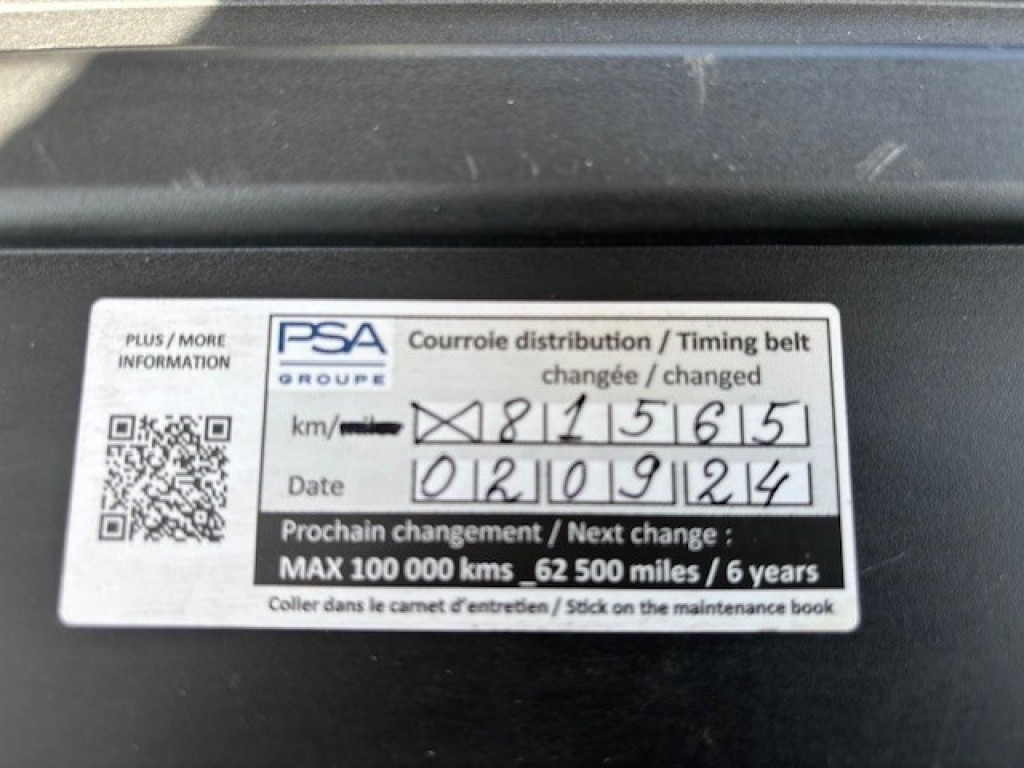 PLUS / MORE
INFORMATION
PSA
GROUPE
Courroie distribution / Timing belt
changée / changed
km/miles 81565
Date 020924
Prochain changement / Next change :
MAX 100 000 kms _62 500 miles / 6 years
Coller dans le carnet d'entretien / Stick on the maintenance book